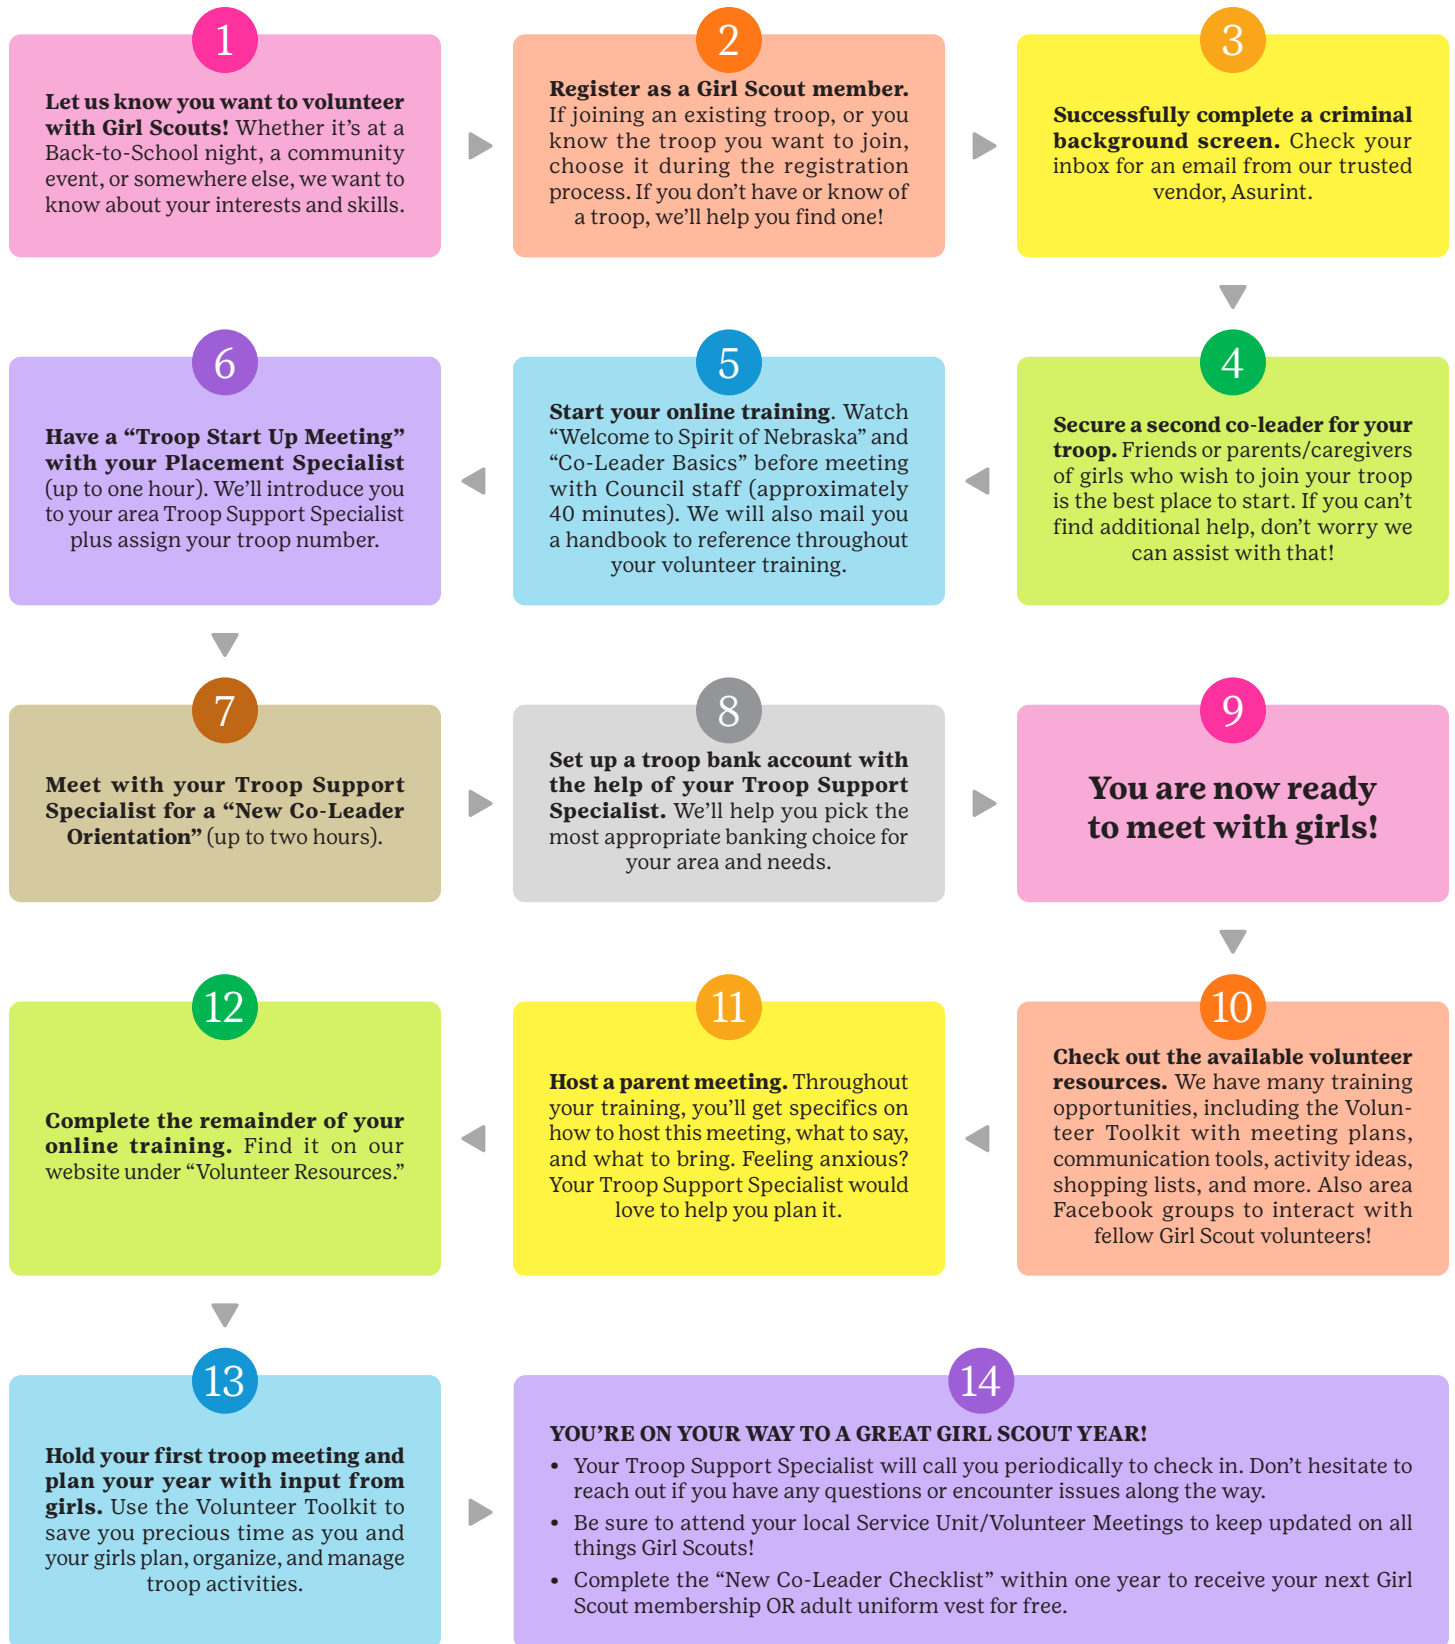 1
Let us know you want to volunteer
with Girl Scouts! Whether it's at a
Back-to-School night, a community
event, or somewhere else, we want to
know about your interests and skills.
2
Register as a Girl Scout member.
If joining an existing troop, or you
know the troop you want to join,
choose it during the registration
process. If you don't have or know of
a troop, we'll help you find one!
3
Successfully complete a criminal
background screen. Check your
inbox for an email from our trusted
vendor, Asurint.
4
Secure a second co-leader for your
troop. Friends or parents/caregivers
of girls who wish to join your troop
is the best place to start. If you can't
find additional help, don't worry we
can assist with that!
5
Start your online training. Watch
“Welcome to Spirit of Nebraska” and
“Co-Leader Basics” before meeting
with Council staff (approximately
40 minutes). We will also mail you
a handbook to reference throughout
your volunteer training.
6
Have a “Troop Start Up Meeting”
with your Placement Specialist
(up to one hour). We'll introduce you
to your area Troop Support Specialist
plus assign your troop number.
7
Meet with your Troop Support
Specialist for a “New Co-Leader
Orientation” (up to two hours).
8
Set up a troop bank account with
the help of your Troop Support
Specialist. We'll help you pick the
most appropriate banking choice for
your area and needs.
9
You are now ready
to meet with girls!
10
Check out the available volunteer
resources. We have many training
opportunities, including the Volun-
teer Toolkit with meeting plans,
communication tools, activity ideas,
shopping lists, and more. Also area
Facebook groups to interact with
fellow Girl Scout volunteers!
11
Host a parent meeting. Throughout
your training, you'll get specifics on
how to host this meeting, what to say,
and what to bring. Feeling anxious?
Your Troop Support Specialist would
love to help you plan it.
12
Complete the remainder of your
online training. Find it on our
website under “Volunteer Resources.”
13
Hold your first troop meeting and
plan your year with input from
girls. Use the Volunteer Toolkit to
save you precious time as you and
your girls plan, organize, and manage
troop activities.
14
YOU'RE ON YOUR WAY TO A GREAT GIRL SCOUT YEAR!
• Your Troop Support Specialist will call you periodically to check in. Don't hesitate to
reach out if you have any questions or encounter issues along the way.
• Be sure to attend your local Service Unit/Volunteer Meetings to keep updated on all
things Girl Scouts!
• Complete the “New Co-Leader Checklist” within one year to receive your next Girl
Scout membership OR adult uniform vest for free.